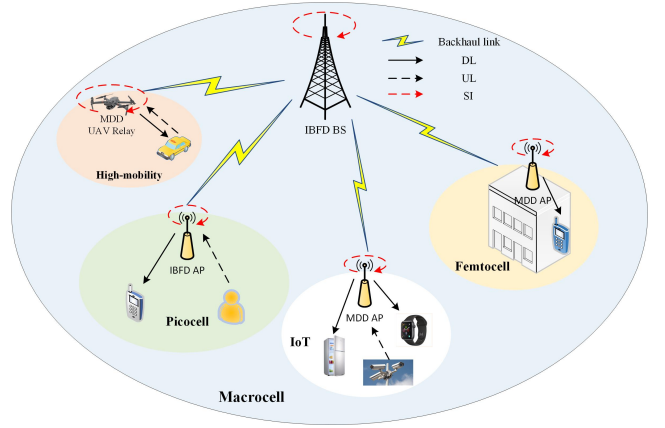 Backhaul link
DL
UL
SI
IBFD BS
MDD
UAV Relay
High-mobility
MDD AP
Femtocell
IBFD AP
Picocell
MDD AP
IoT
Macrocell